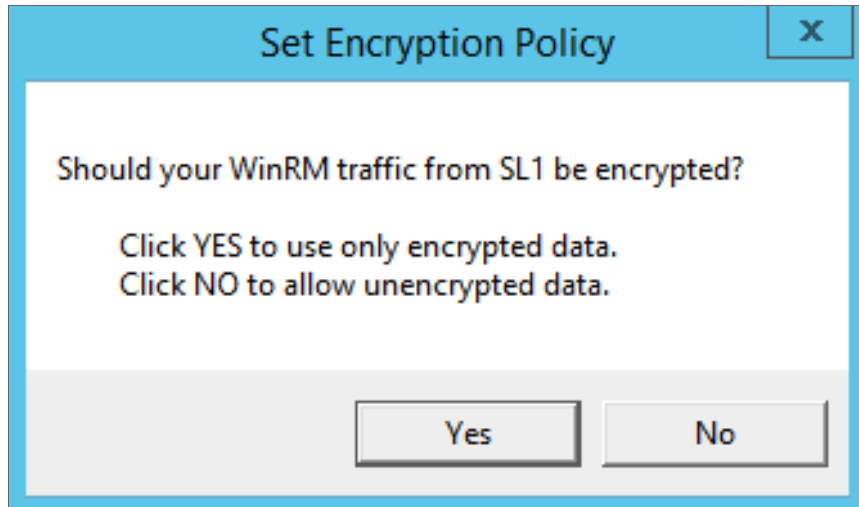 Set Encryption Policy
x
Should your WinRM traffic from SL1 be encrypted?
Click YES to use only encrypted data.
Click NO to allow unencrypted data.
Yes
No